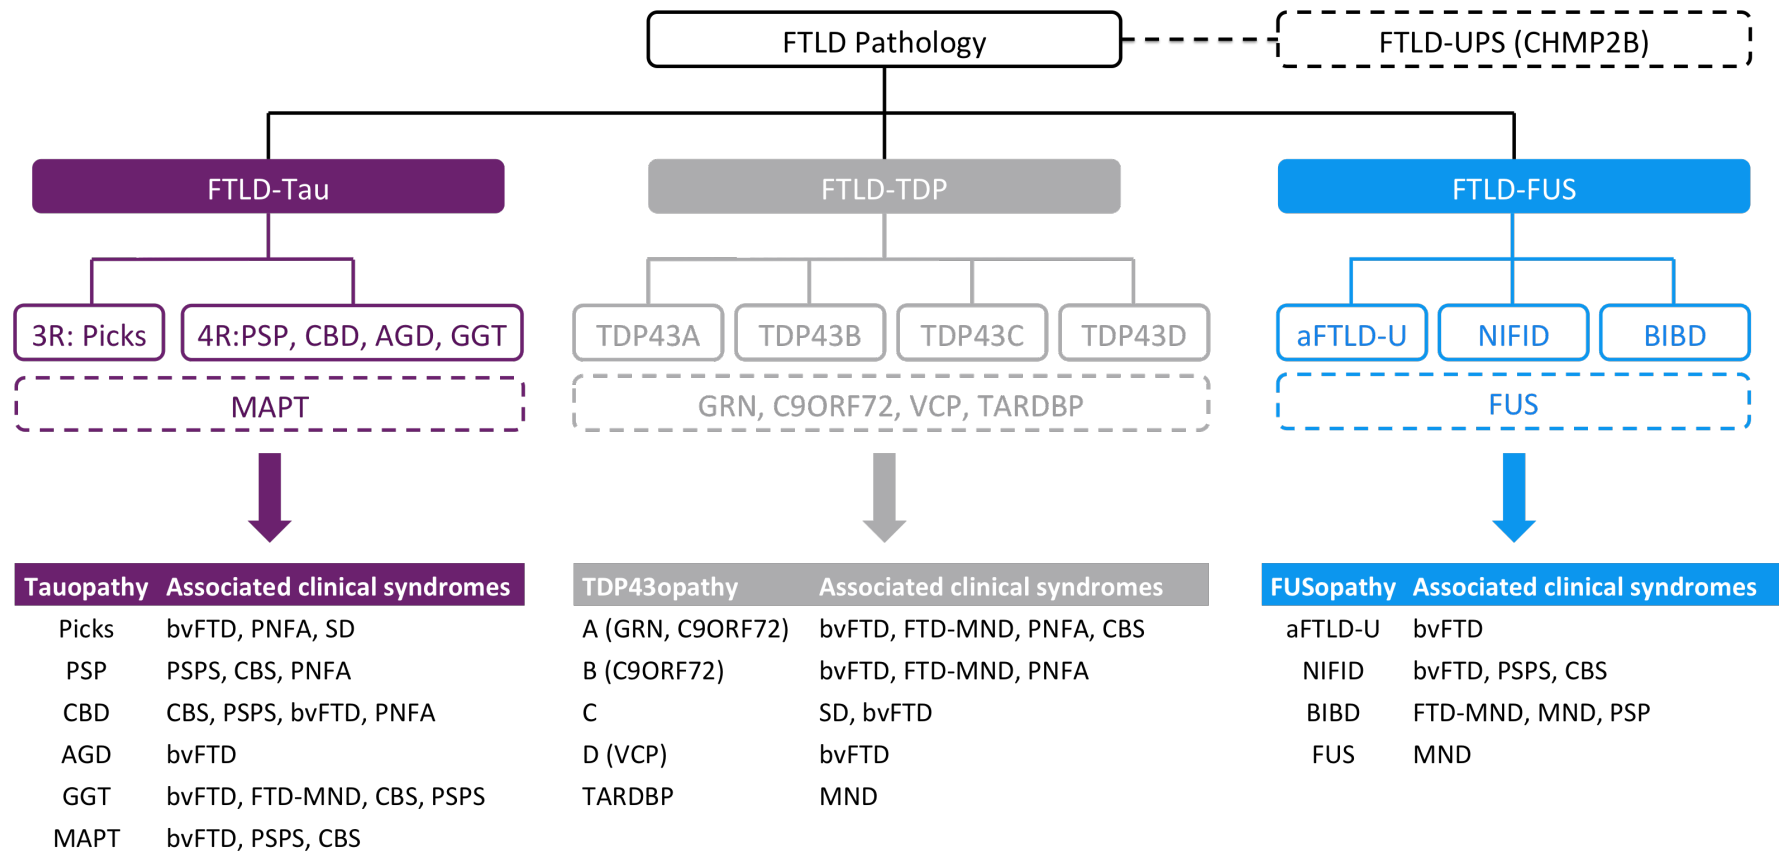 FTLD Pathology
FTLD-UPS (CHMP2B)
FTLD-Tau
FTLD-TDP
FTLD-FUS
3R: Picks
4R:PSP, CBD, AGD, GGT
TDP43A
TDP43B
TDP43C
TDP43D
aFTLD-U
NIFID
BIBD
MAPT
GRN, C9ORF72, VCP, TARDBP
FUS
Tauopathy Associated clinical syndromes
Picks bvFTD, PNFA, SD
PSP PSPS, CBS, PNFA
CBD CBS, PSPS, bvFTD, PNFA
AGD bvFTD
GGT bvFTD, FTD-MND, CBS, PSPS
MAPT bvFTD, PSPS, CBS
TDP43opathy Associated clinical syndromes
A (GRN, C9ORF72) bvFTD, FTD-MND, PNFA, CBS
B (C9ORF72) bvFTD, FTD-MND, PNFA
C SD, bvFTD
D (VCP) bvFTD
TARDBP MND
FUSopathy Associated clinical syndromes
aFTLD-U bvFTD
NIFID bvFTD, PSPS, CBS
BIBD FTD-MND, MND, PSP
FUS MND